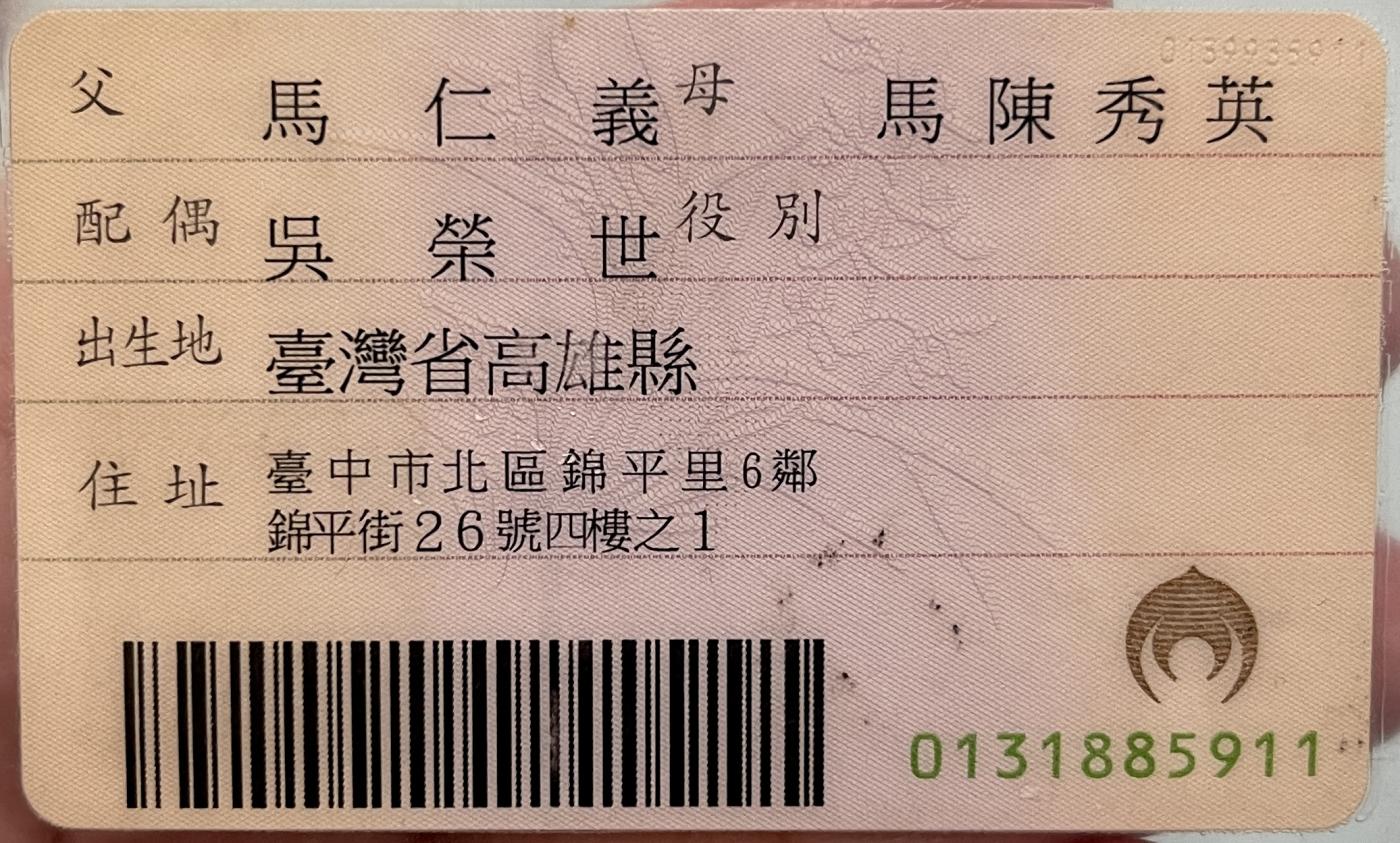 父 馬仁義 母 馬陳秀英
配偶 吳榮世 役別
出生地 臺灣省高雄縣
住址 臺中市北區錦平里6鄰
錦平街26號四樓之1
0131885911